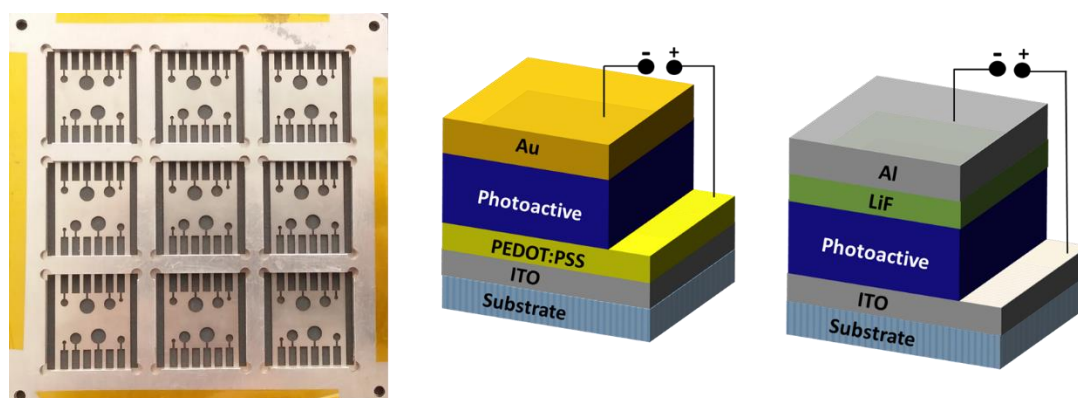 - +
Au
Photoactive
PEDOT:PSS
ITO
Substrate
- +
Al
LiF
Photoactive
ITO
Substrate